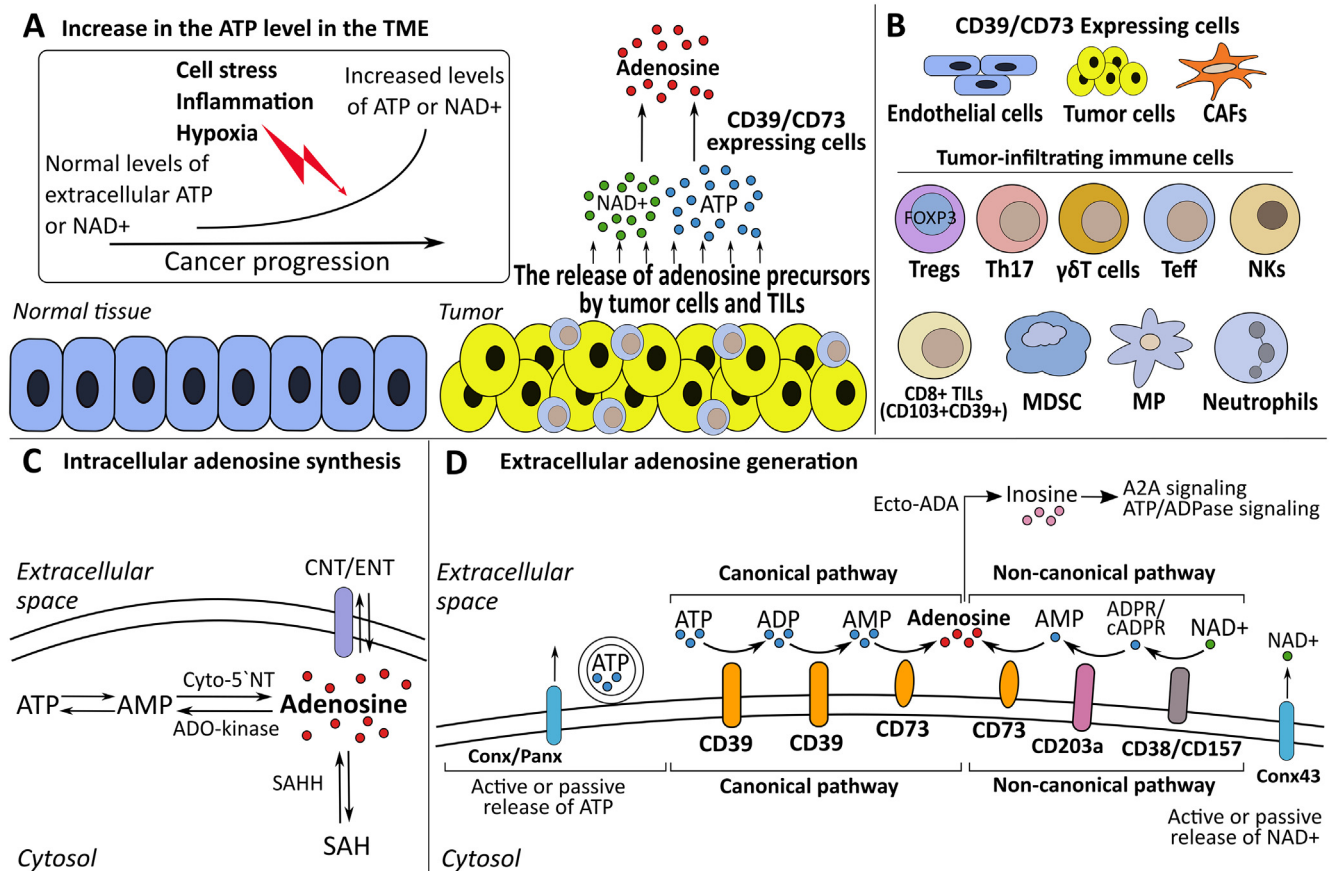 A Increase in the ATP level in the TME
Cell stress
Inflammation
Hypoxia
Increased levels
of ATP or NAD+
Normal levels of
extracellular ATP
or NAD+
Cancer progression
Adenosine
CD39/CD73
expressing cells
NAD+
ATP
The release of adenosine precursors
by tumor cells and TILs
Normal tissue
Tumor
B CD39/CD73 Expressing cells
Endothelial cells
Tumor cells
CAFs
Tumor-infiltrating immune cells
FOXP3
Tregs
Th17
γδT cells
Teff
NKs
CD8+ TILs
(CD103+CD39+)
MDSC
MP
Neutrophils
C Intracellular adenosine synthesis
Extracellular
space
CNT/ENT
ATP
AMP
Cyto-5`NT
ADO-kinase
Adenosine
SAHH
SAH
Cytosol
D Extracellular adenosine generation
Ecto-ADA
Inosine
A2A signaling
ATP/ADPase signaling
Extracellular
space
Canonical pathway
Non-canonical pathway
ATP
ADP
AMP
Adenosine
AMP
ADPR/
cADPR
NAD+
NAD+
ATP
Conx/Panx
CD39
CD39
CD73
CD73
CD203a
CD38/CD157
Conx43
Active or passive
release of ATP
Canonical pathway
Non-canonical pathway
Active or passive
release of NAD+
Cytosol